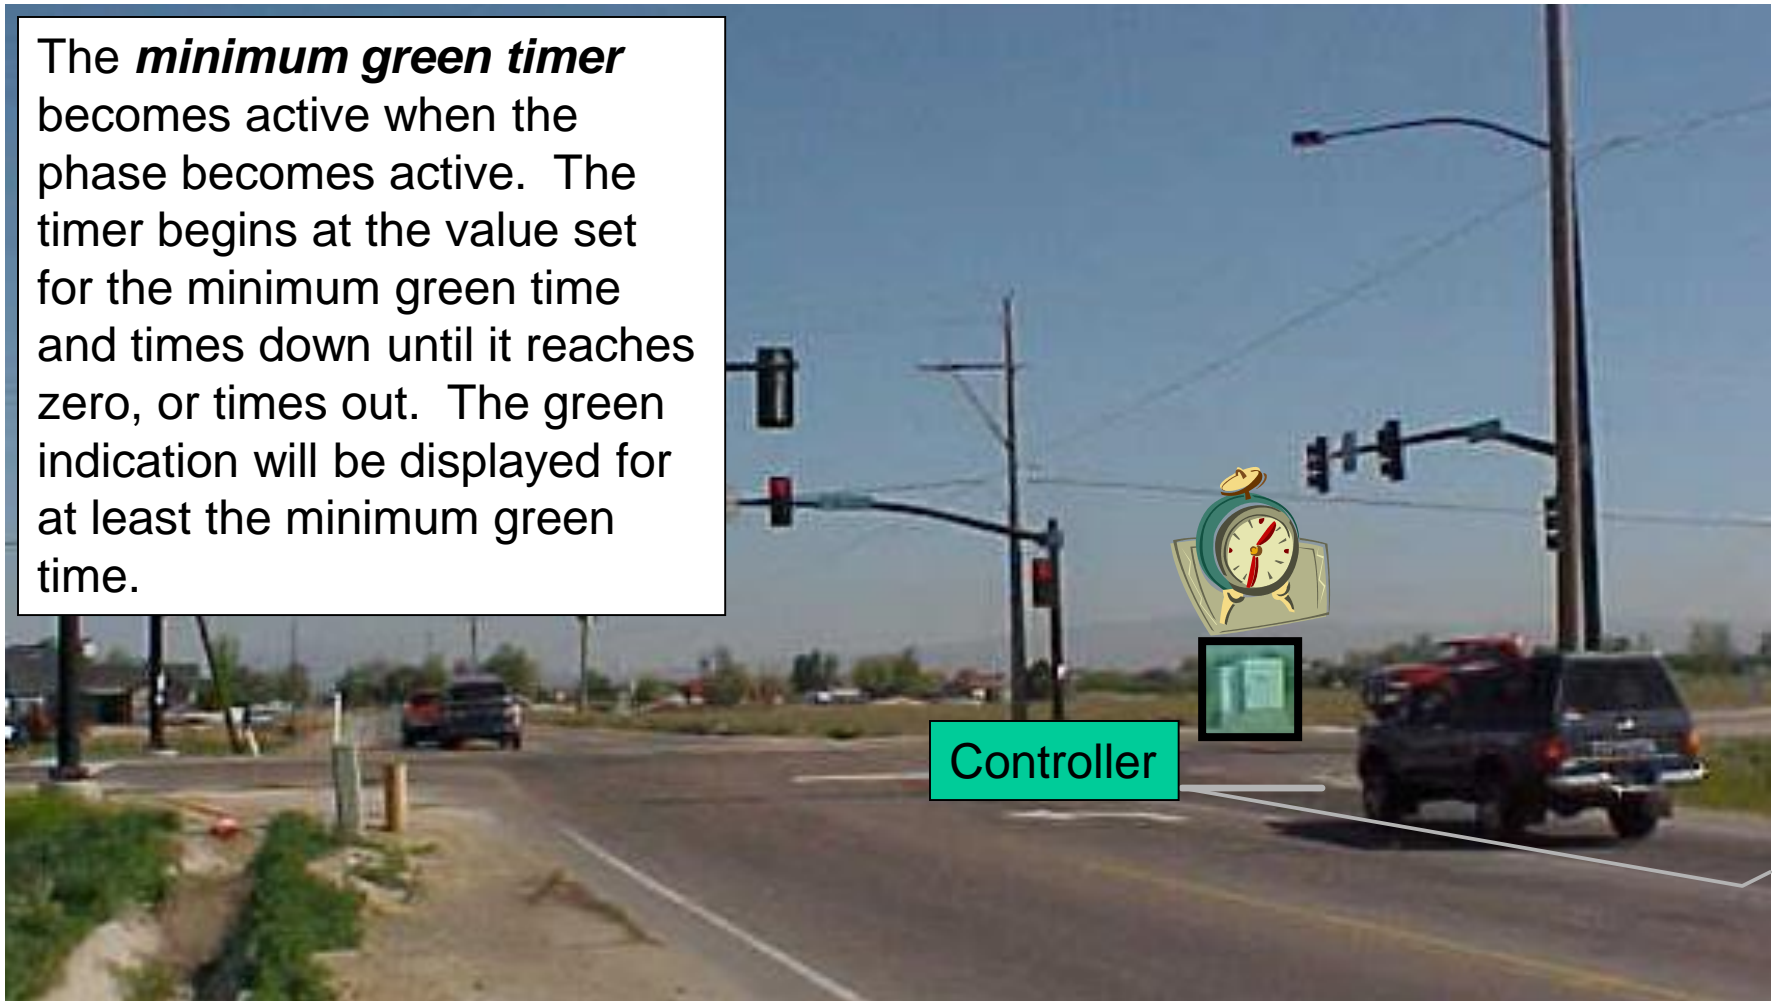 The minimum green timer
becomes active when the
phase becomes active.  The
timer begins at the value set
for the minimum green time
and times down until it reaches
zero, or times out.  The green
indication will be displayed for
at least the minimum green
time.
Controller